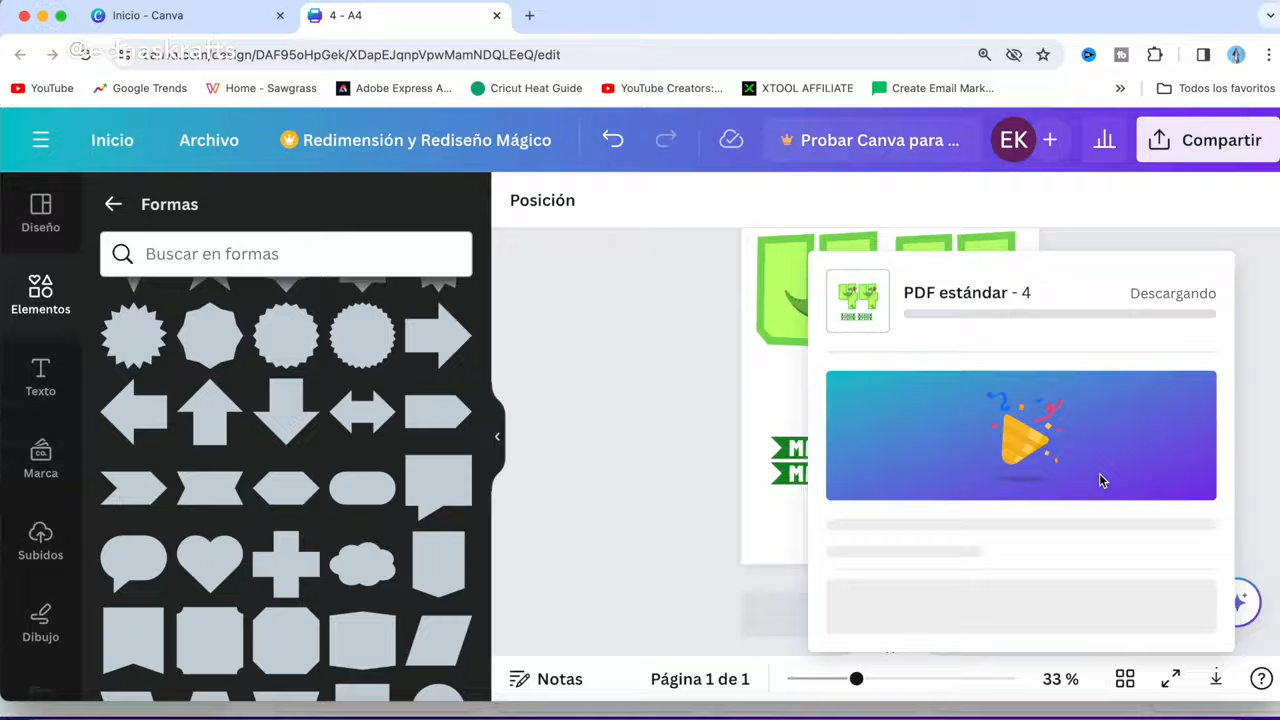 Inicio - Canva
4 - A4
@ednaskrafts
/design/DAF95oHpGek/XDapEJqnpVpwMamNDQLEeQ/edit
YouTube
Google Trends
Home - Sawgrass
Adobe Express A...
Cricut Heat Guide
YouTube Creators:...
XTOOL AFFILIATE
Create Email Mark...
Todos los favoritos
Inicio
Archivo
Redimensión y Rediseño Mágico
Probar Canva para ...
EK
Compartir
Diseño
Elementos
Texto
Marca
Subidos
Dibujo
Formas
Buscar en formas
Posición
PDF estándar - 4
Descargando
Notas
Página 1 de 1
33 %